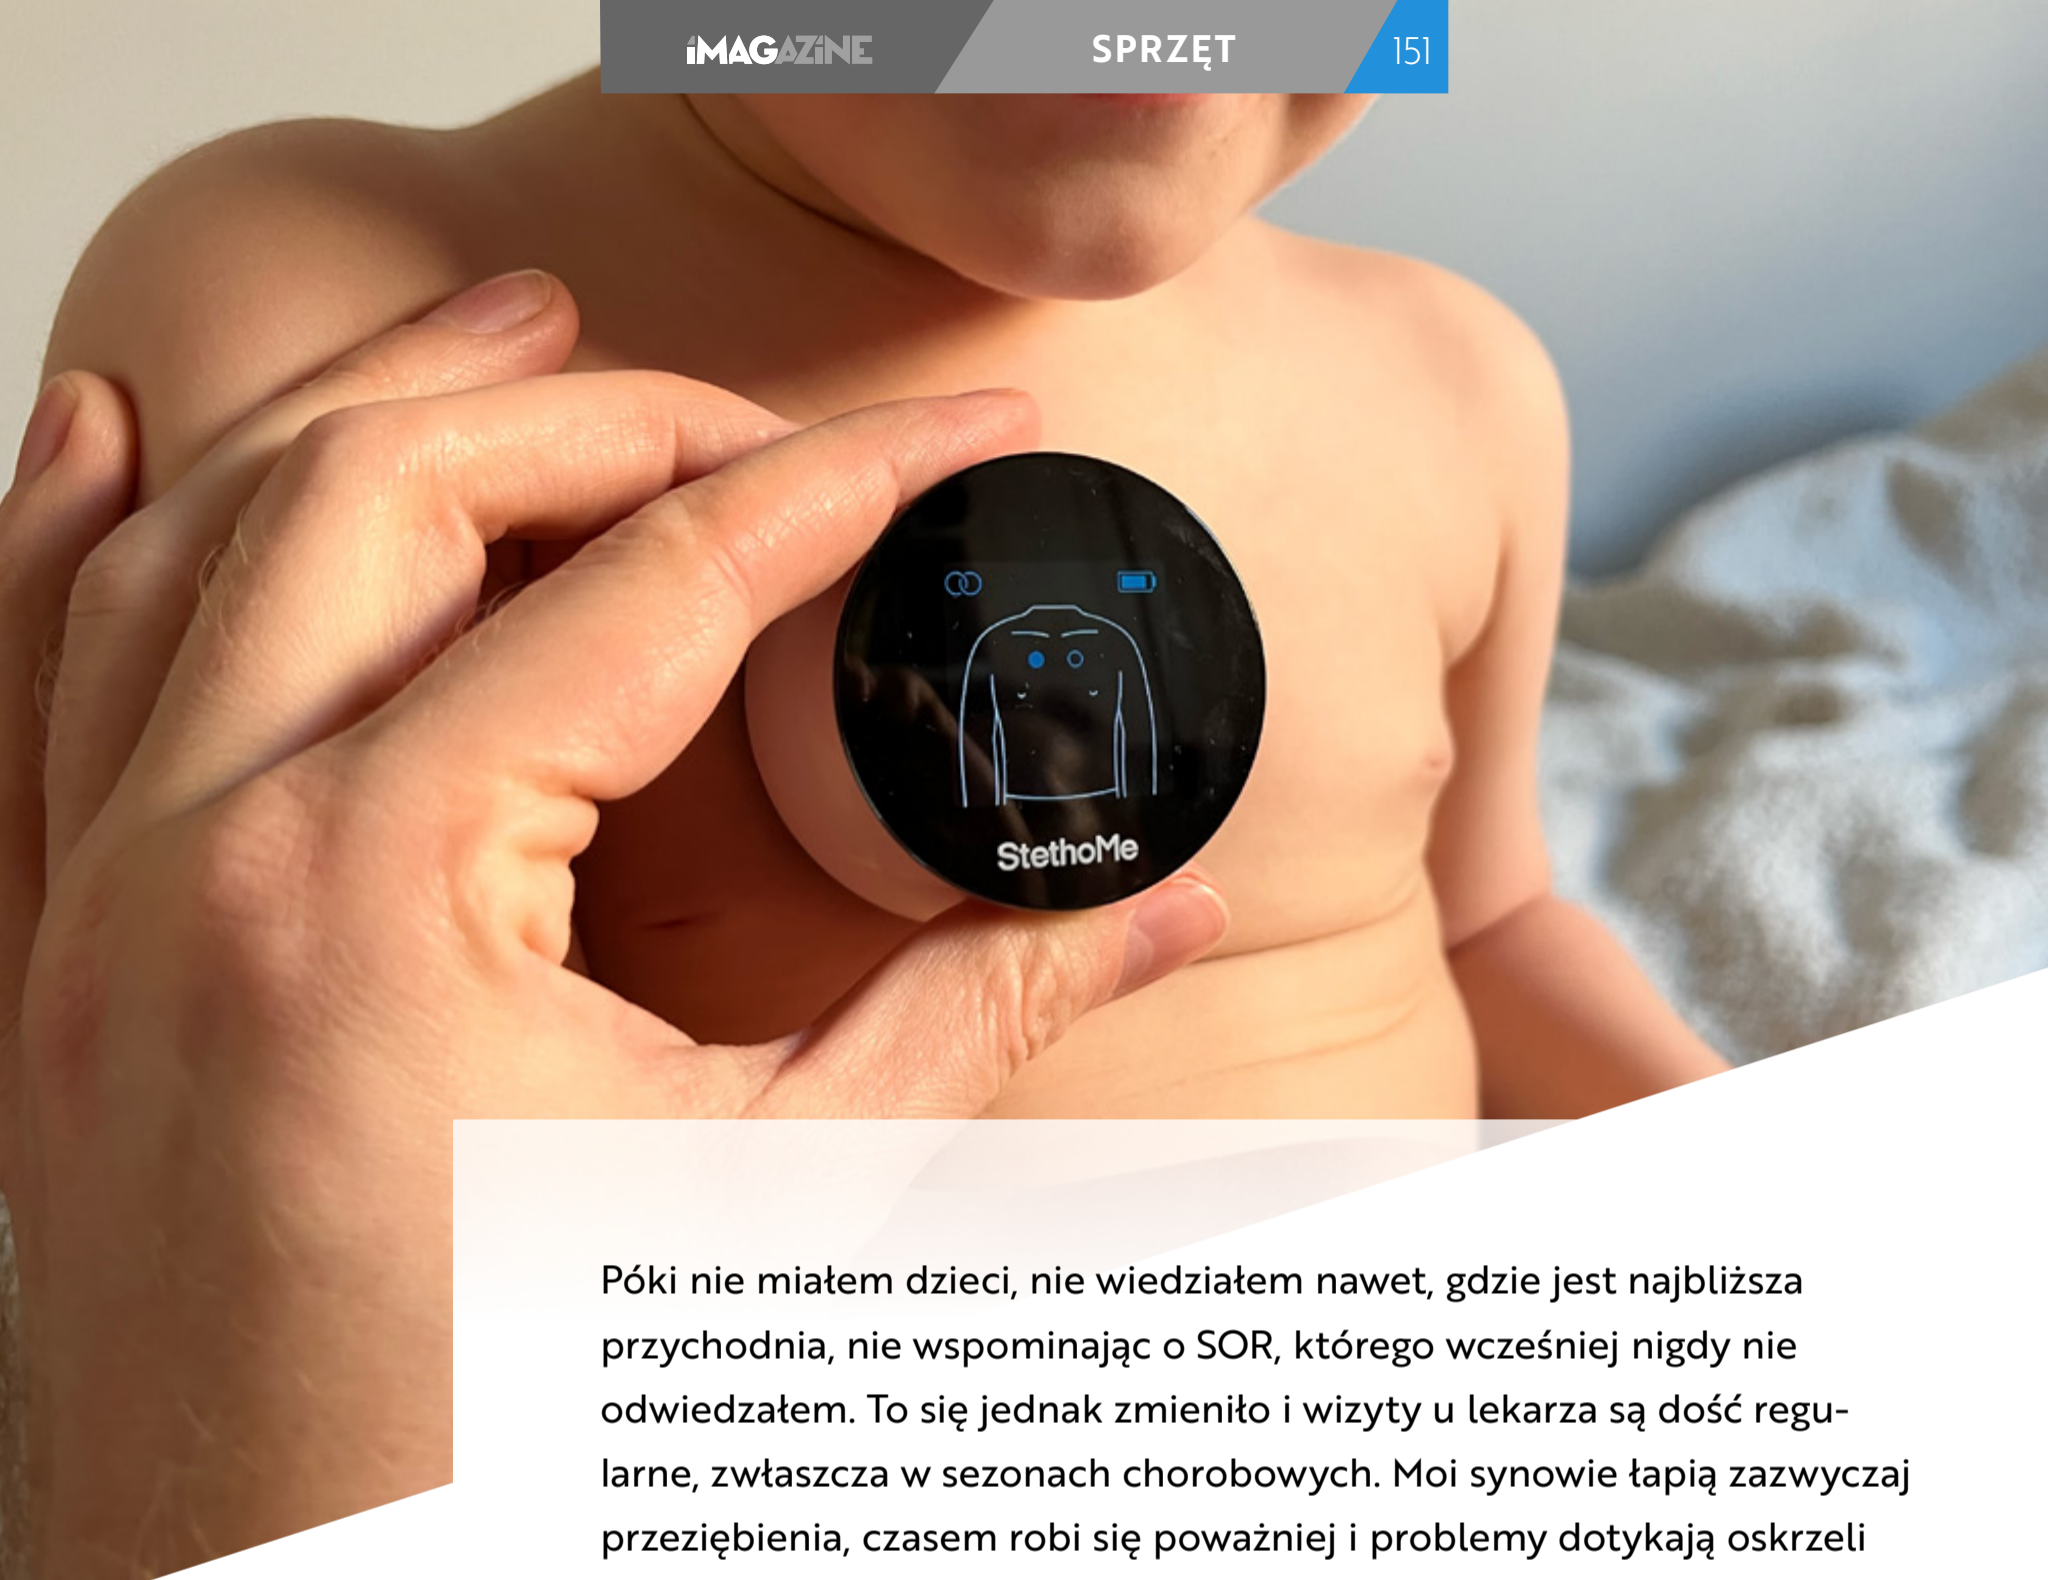 iMAGAZINE
SPRZĘT
151
StethoMe
Póki nie miałem dzieci, nie wiedziałem nawet, gdzie jest najbliższa
przychodnia, nie wspominając o SOR, którego wcześniej nigdy nie
odwiedzałem. To się jednak zmieniło i wizyty u lekarza są dość regu-
larne, zwłaszcza w sezonach chorobowych. Moi synowie łapią zazwyczaj
przeziębienia, czasem robi się poważniej i problemy dotykają oskrzeli